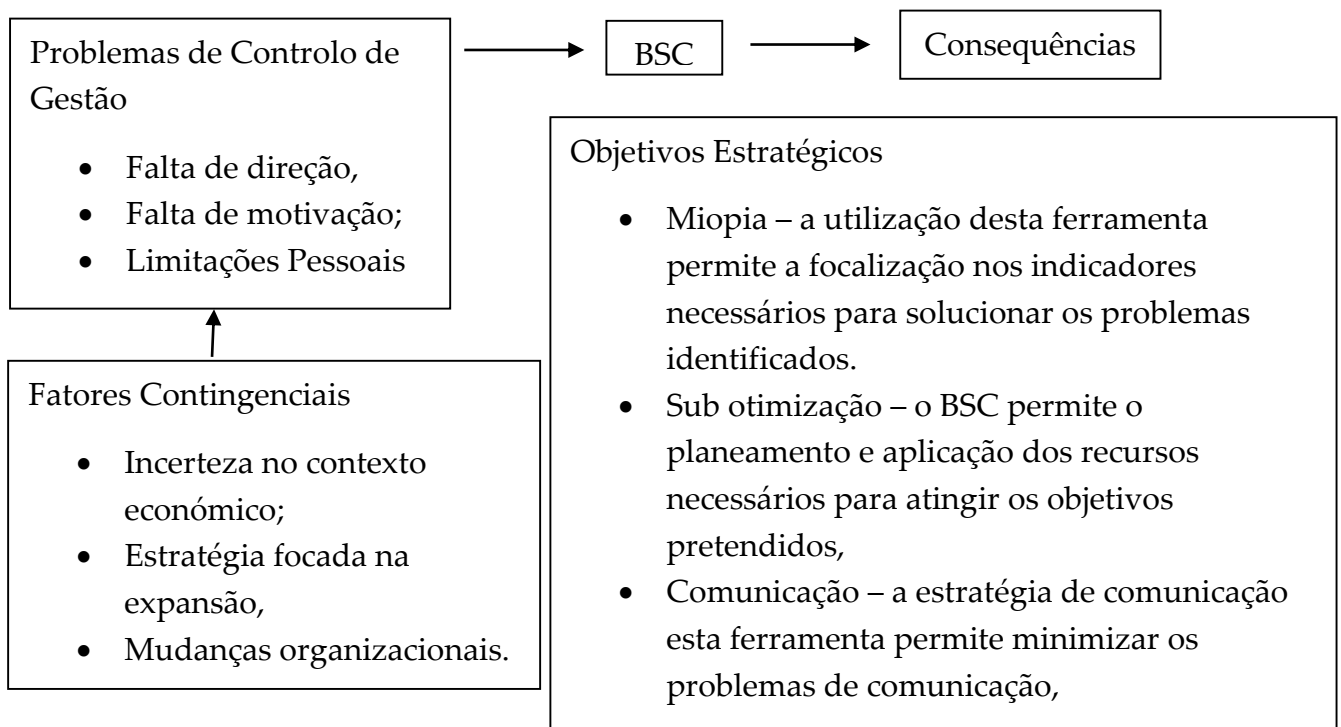 Problemas de Controlo de
Gestão
• Falta de direção,
• Falta de motivação;
• Limitações Pessoais
BSC
Consequências
Fatores Contingenciais
• Incerteza no contexto
económico;
• Estratégia focada na
expansão,
• Mudanças organizacionais.
Objetivos Estratégicos
• Miopia – a utilização desta ferramenta
permite a focalização nos indicadores
necessários para solucionar os problemas
identificados.
• Sub otimização – o BSC permite o
planeamento e aplicação dos recursos
necessários para atingir os objetivos
pretendidos,
• Comunicação – a estratégia de comunicação
esta ferramenta permite minimizar os
problemas de comunicação,